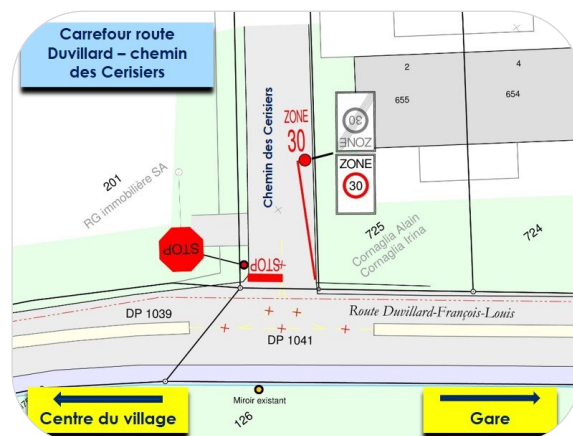 Carrefour route
Duvillard – chemin
des Cerisiers
2
4
655
654
ZONE
30
30
ZONE
ZONE
30
Chemin des Cerisiers
201
RG immobilière SA
STOP
STOP
725
Cornaglia Alain
Cornaglia Irina
724
DP 1039
DP 1041
Route Duvillard-François-Louis
Miroir existant
126
Centre du village
Gare